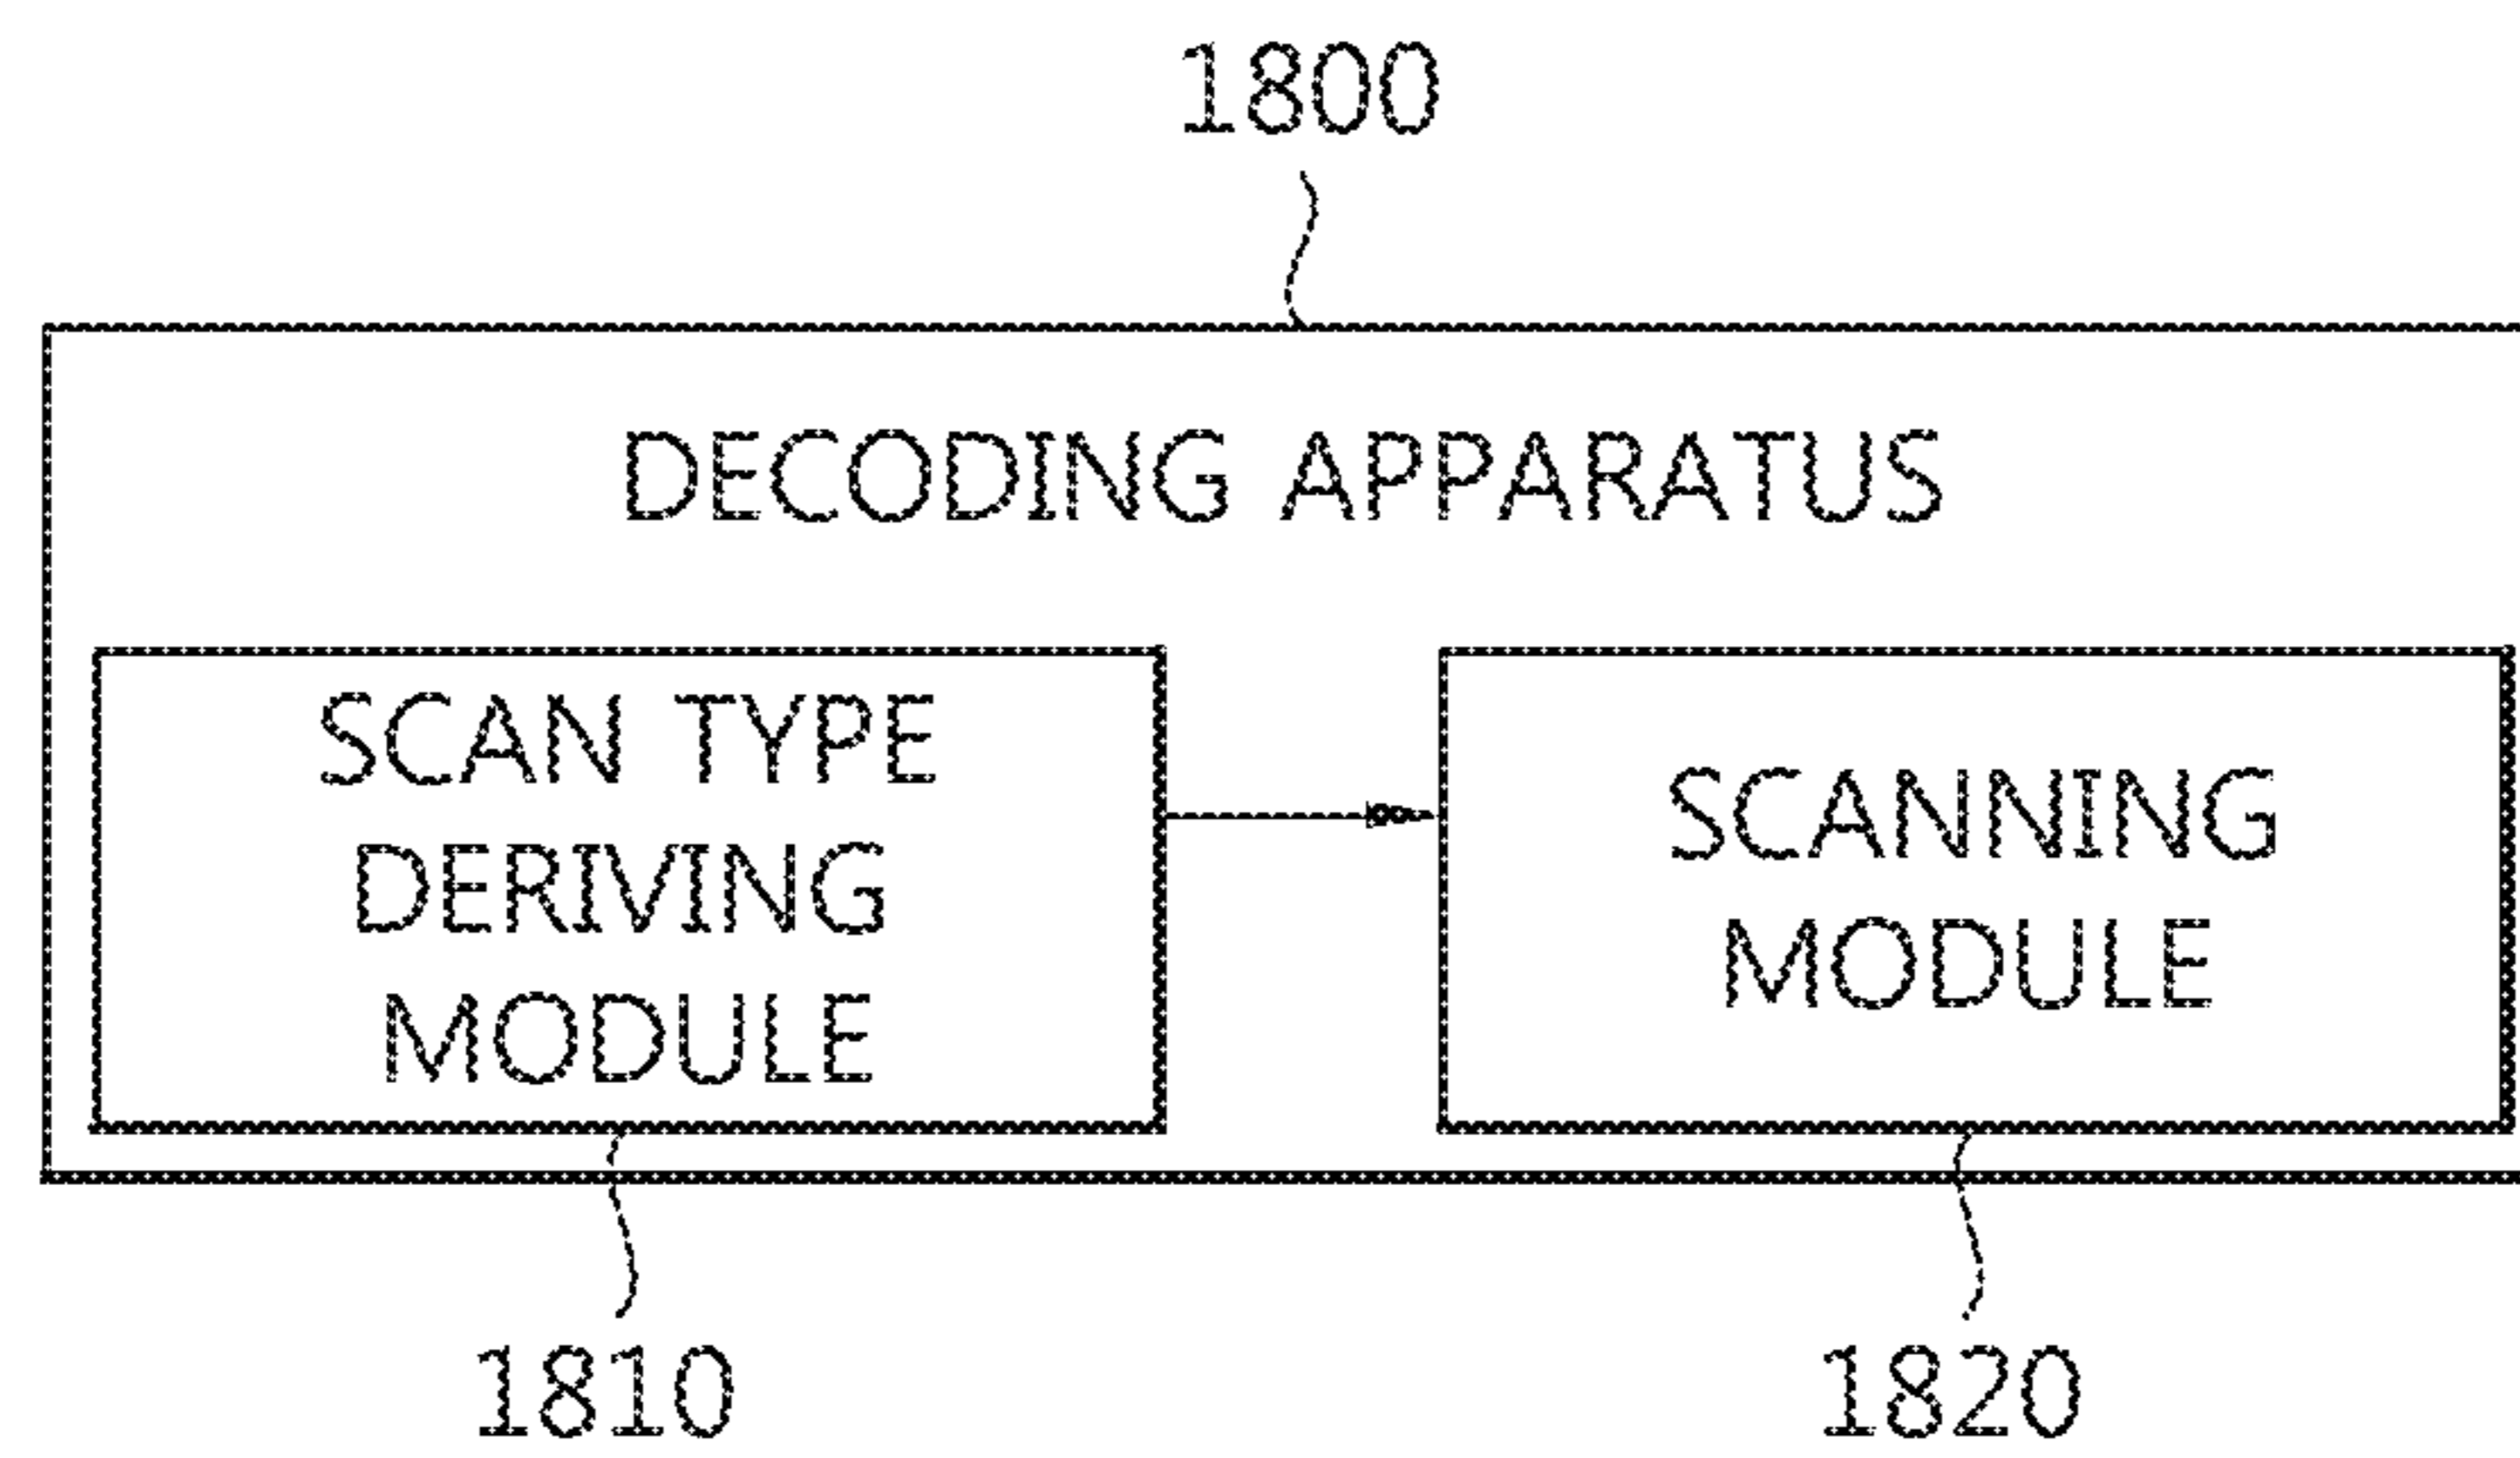 1800
DECODING APPARATUS
SCAN TYPE
DERIVING
MODULE
SCANNING
MODULE
1810
1820